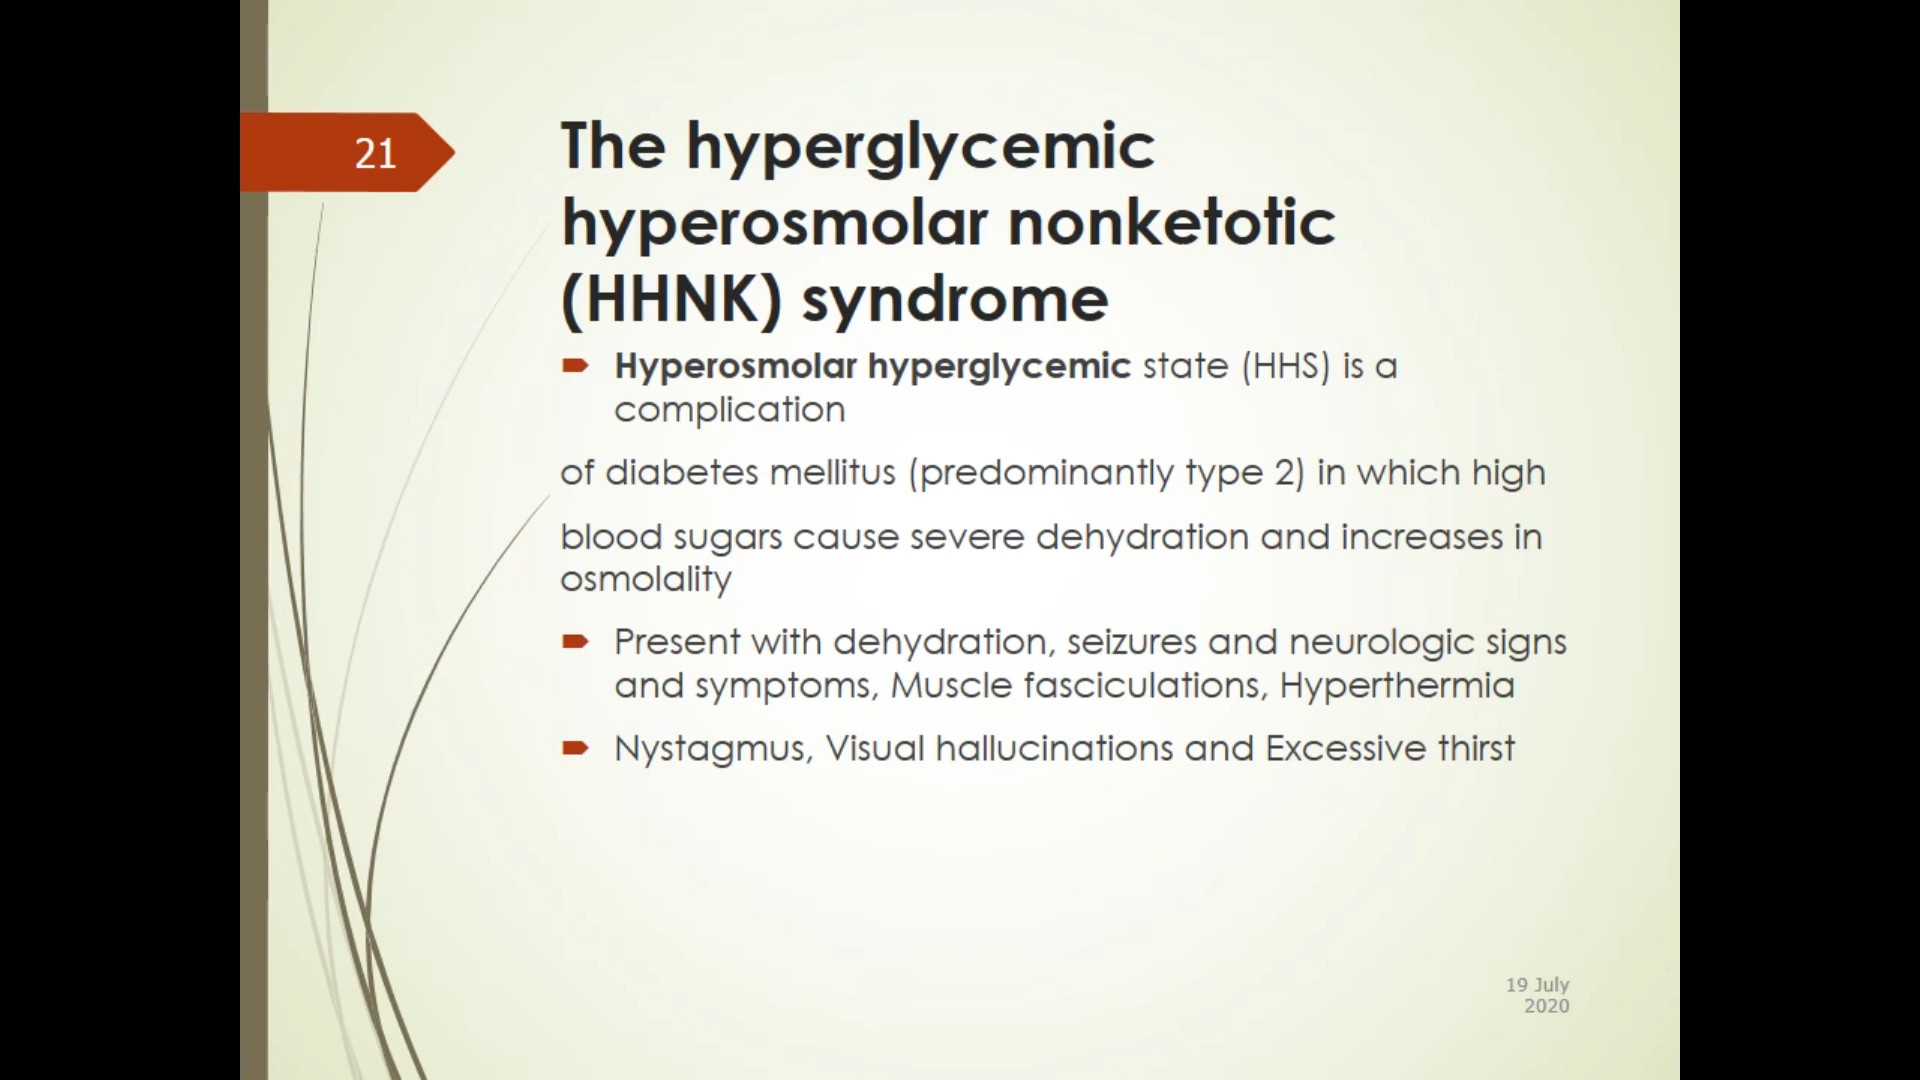 21
The hyperglycemic
hyperosmolar nonketotic
(HHNK) syndrome
Hyperosmolar hyperglycemic state (HHS) is a
complication
of diabetes mellitus (predominantly type 2) in which high
blood sugars cause severe dehydration and increases in
osmolality
Present with dehydration, seizures and neurologic signs
and symptoms, Muscle fasciculations, Hyperthermia
Nystagmus, Visual hallucinations and Excessive thirst
19 July
2020